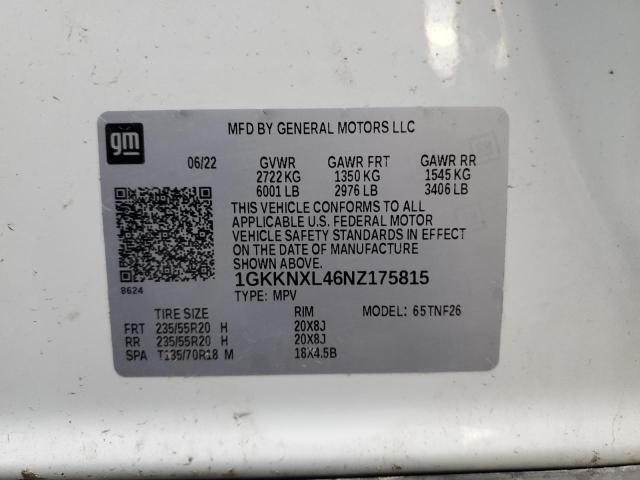 gm
MFD BY GENERAL MOTORS LLC
06/22 GVWR GAWR FRT GAWR RR
2722 KG 1350 KG 1545 KG
6001 LB 2976 LB 3406 LB
THIS VEHICLE CONFORMS TO ALL
APPLICABLE U.S. FEDERAL MOTOR
VEHICLE SAFETY STANDARDS IN EFFECT
ON THE DATE OF MANUFACTURE
SHOWN ABOVE.
1GKKNXL46NZ175815
8624 TYPE: MPV
TIRE SIZE RIM MODEL: 65TNF26
FRT 235/55R20 H 20X8J
RR 235/55R20 H 20X8J
SPA T135/70R18 M 18X4.5B